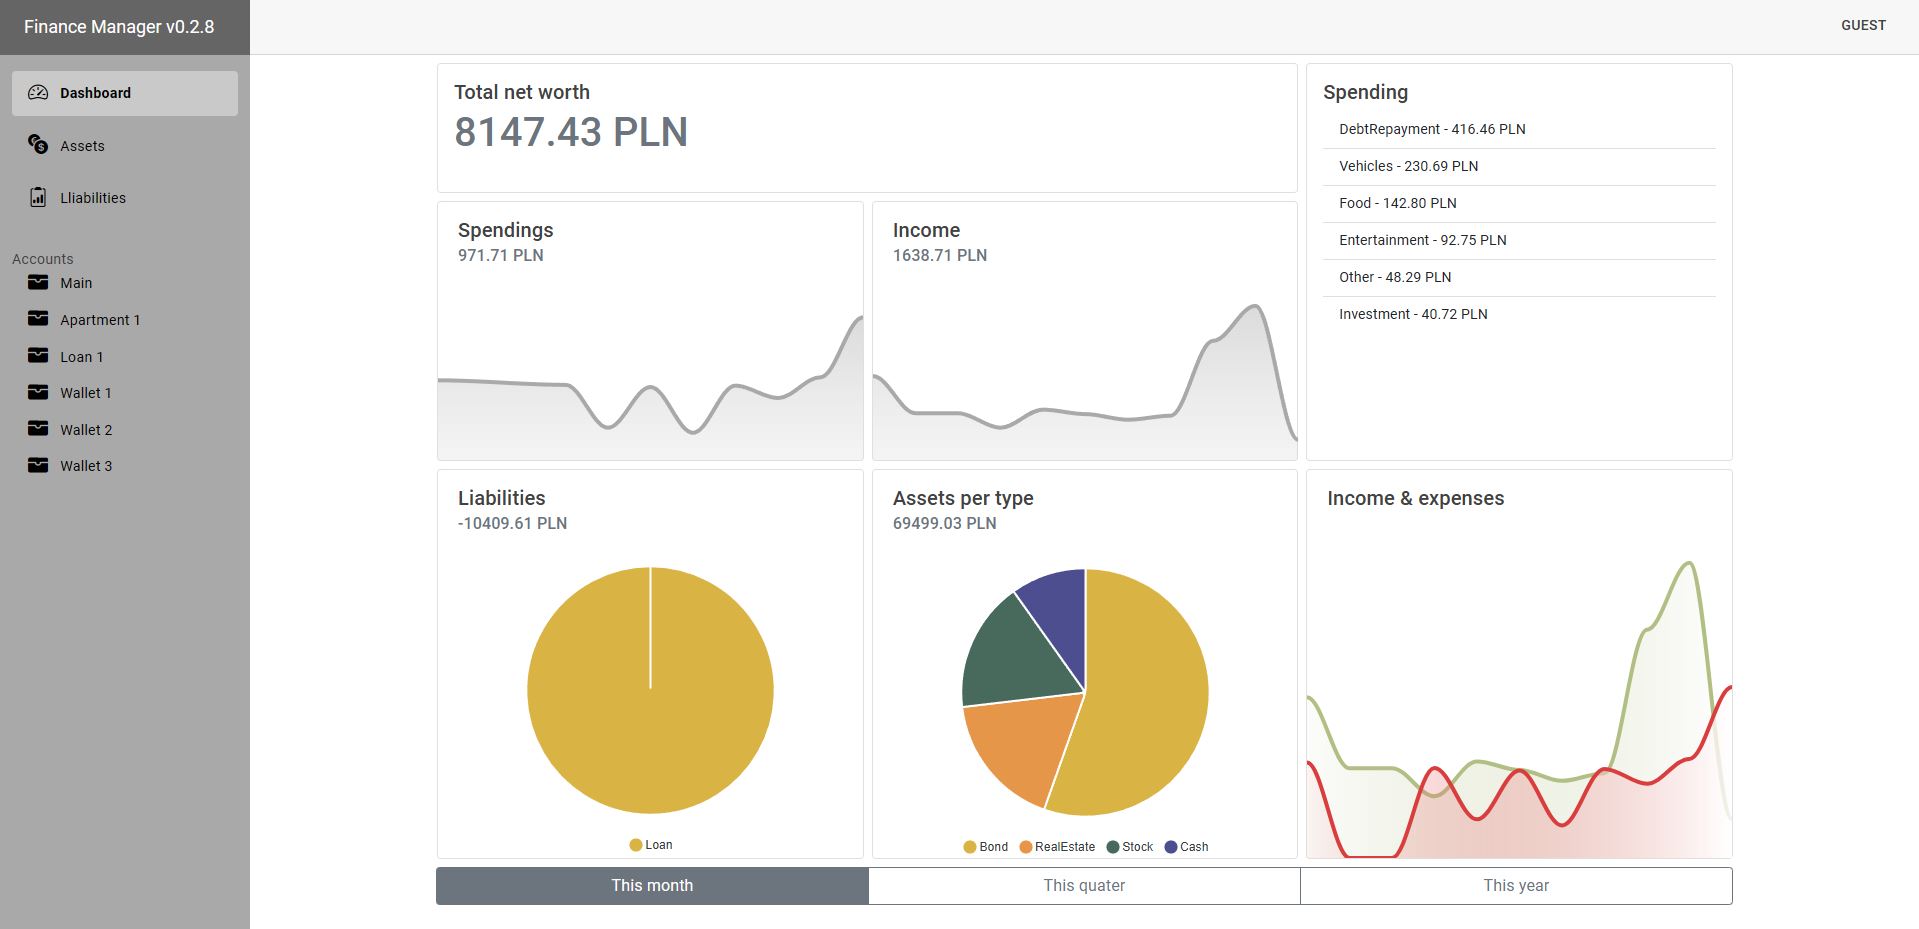 Finance Manager v0.2.8
GUEST
Dashboard
Assets
Lliabilities
Accounts
Main
Apartment 1
Loan 1
Wallet 1
Wallet 2
Wallet 3
Total net worth
8147.43 PLN
Spending
DebtRepayment - 416.46 PLN
Vehicles - 230.69 PLN
Food - 142.80 PLN
Entertainment - 92.75 PLN
Other - 48.29 PLN
Investment - 40.72 PLN
Spendings
971.71 PLN
Income
1638.71 PLN
Liabilities
-10409.61 PLN
Loan
Assets per type
69499.03 PLN
Bond RealEstate Stock Cash
Income & expenses
This month
This quater
This year